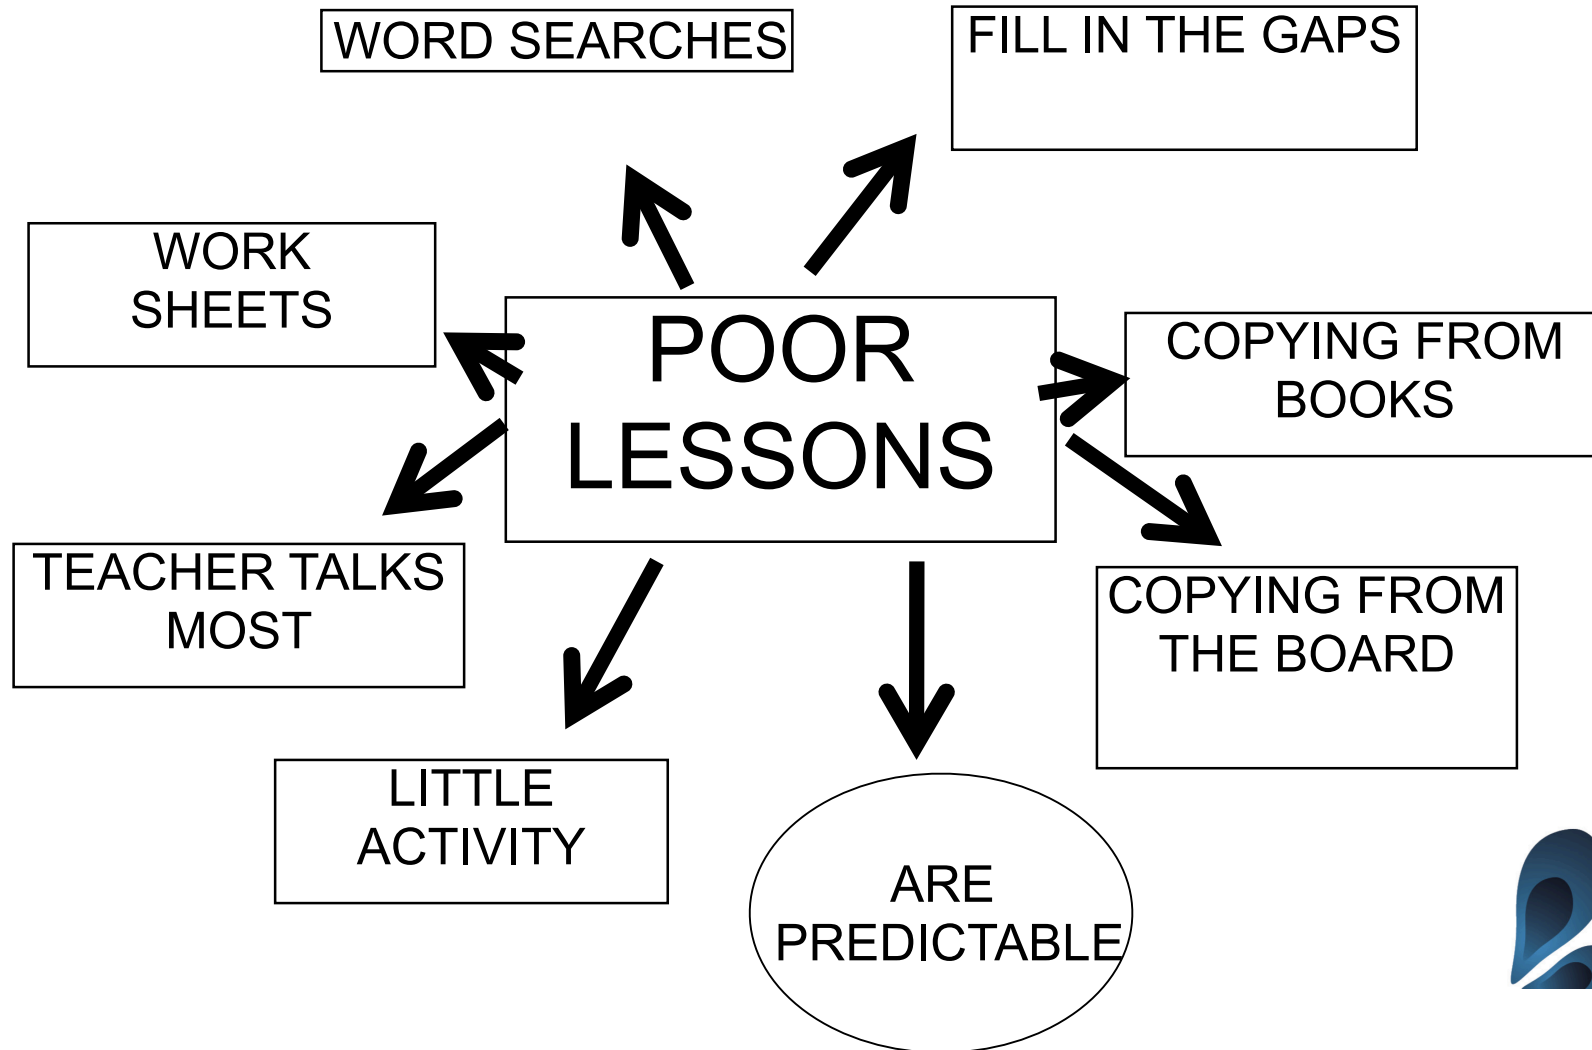 WORD SEARCHES
FILL IN THE GAPS
WORK
SHEETS
POOR
LESSONS
COPYING FROM
BOOKS
TEACHER TALKS
MOST
COPYING FROM
THE BOARD
LITTLE
ACTIVITY
ARE
PREDICTABLE